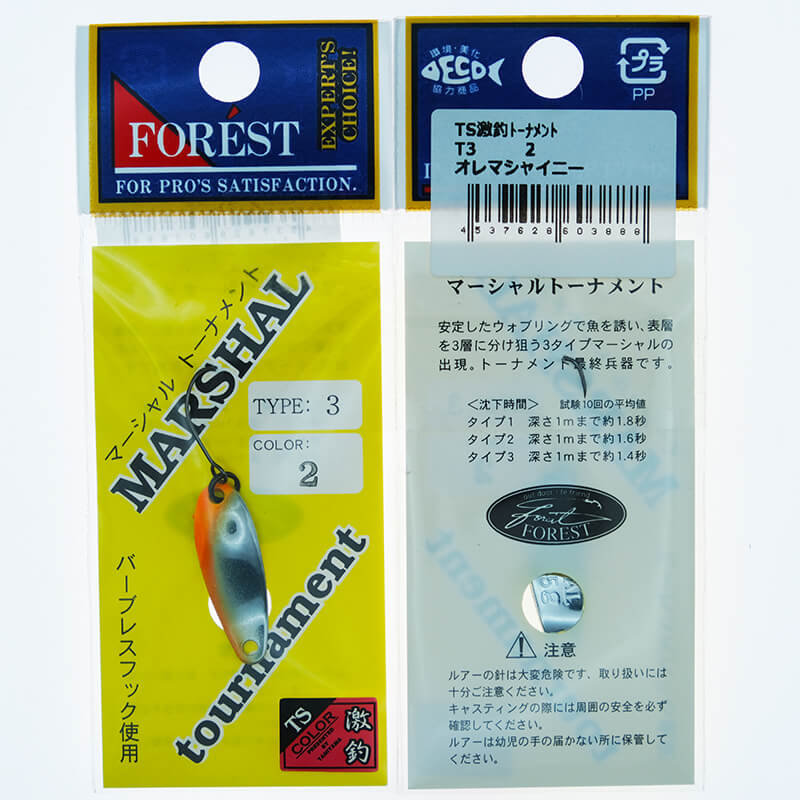 FORÉST
EXPERT'S
CHOICE!
FOR PRO'S SATISFACTION.
マーシャル トーナメント
MARSHAL
TYPE: 3
COLOR:
2
tournament
バーブレスフック使用
TS
COLOR
PRESENTED
BY
激釣
環境・美化
ECO
協力商品
プラ
PP
TS激釣トーナメント
T3 2
オレマシャイニー
4537628603888
マーシャルトーナメント
安定したウォブリングで魚を誘い、表層
を3層に分け狙う3タイプマーシャルの
出現。トーナメント最終兵器です。
＜沈下時間＞ 試験10回の平均値
タイプ1 深さ1mまで約1.8秒
タイプ2 深さ1mまで約1.6秒
タイプ3 深さ1mまで約1.4秒
Forest
FOREST
注意
ルアーの針は大変危険です、取り扱いには
十分ご注意ください。
キャスティングの際には周囲の安全を必ず
確認してください。
ルアーは幼児の手の届かない所に保管して
ください。